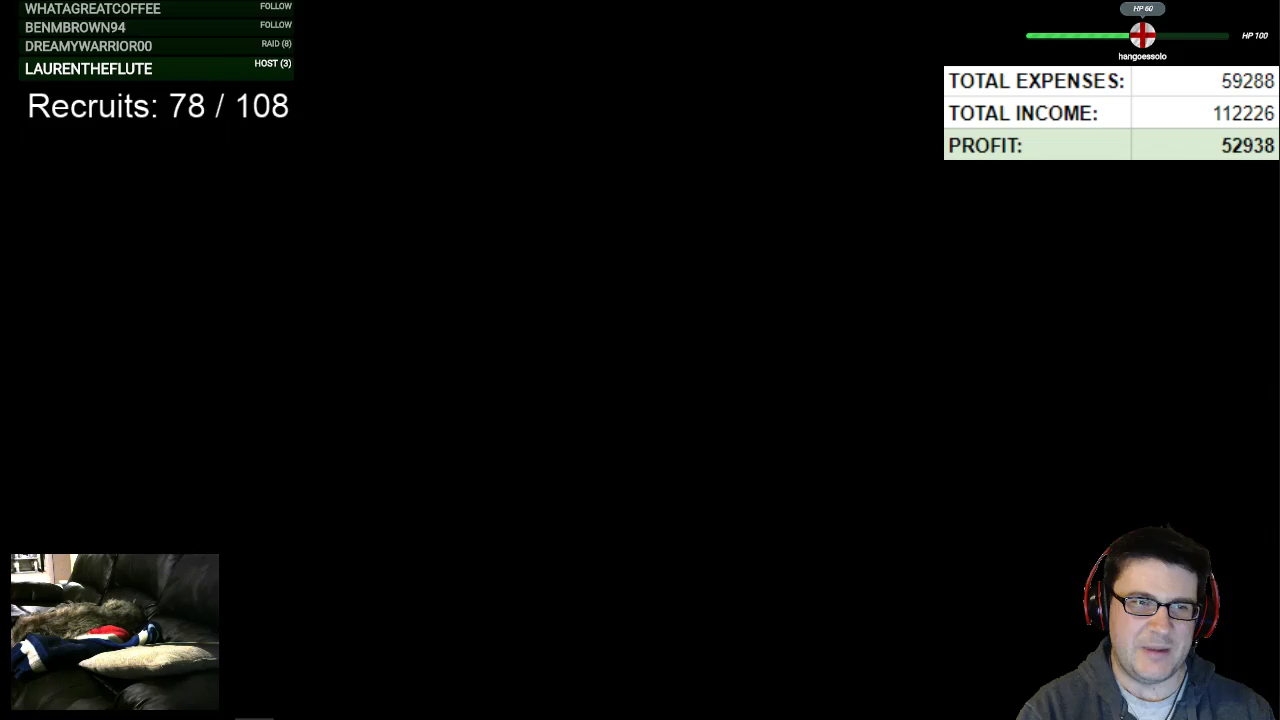 WHATAGREATCOFFEE FOLLOW
BENMBROWN94 FOLLOW
DREAMYWARRIOR00 RAID (8)
LAURENTHEFLUTE HOST (3)
Recruits: 78 / 108
HP 60
HP 100
hangoessolo
TOTAL EXPENSES: 59288
TOTAL INCOME: 112226
PROFIT: 52938